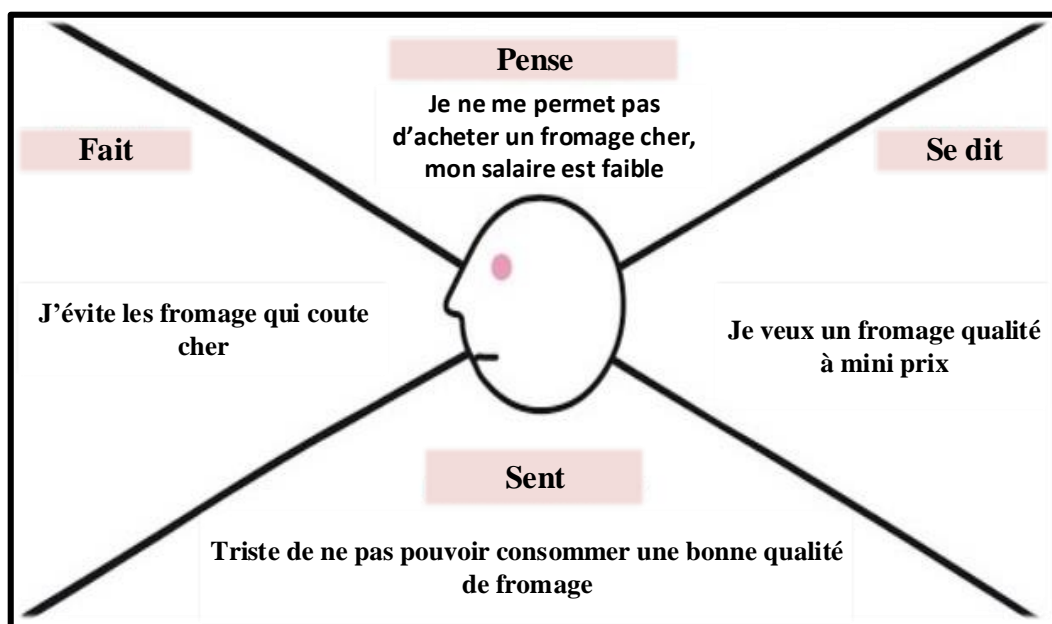 Pense
Je ne me permet pas
d’acheter un fromage cher,
mon salaire est faible
Fait
Se dit
J’évite les fromage qui coute
cher
Je veux un fromage qualité
à mini prix
Sent
Triste de ne pas pouvoir consommer une bonne qualité
de fromage